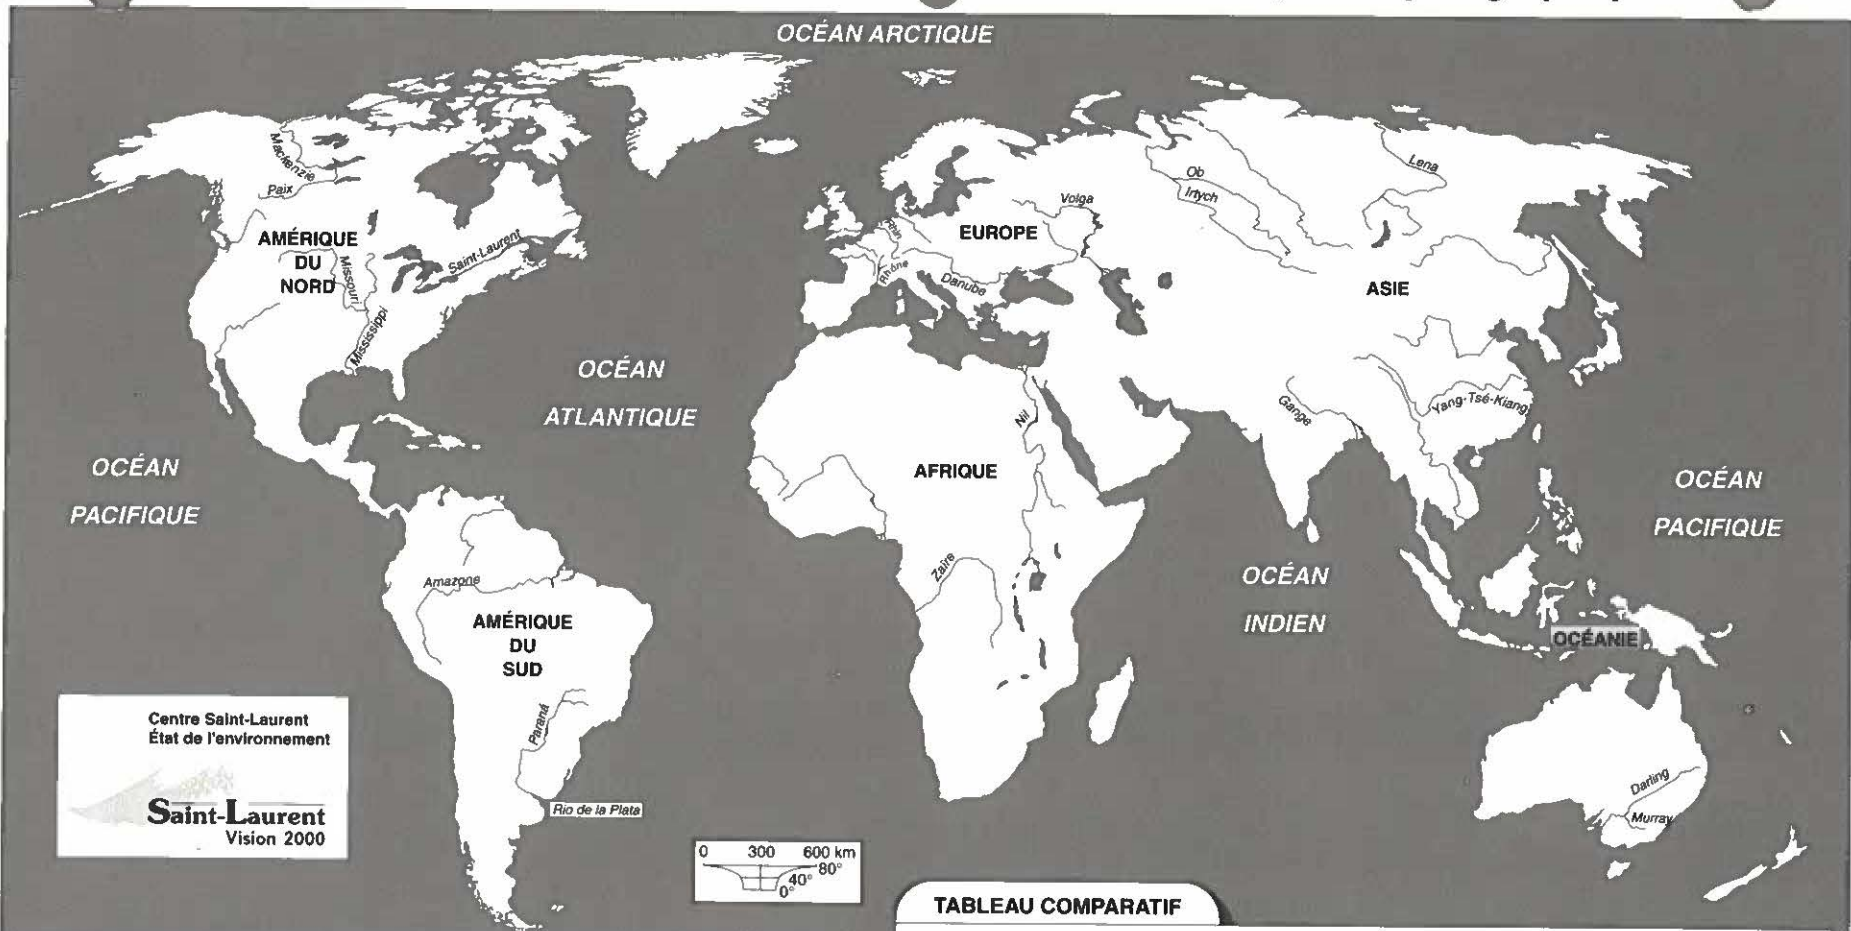 OCÉAN ARCTIQUE
Mackenzie
Paix
AMÉRIQUE
DU
NORD
Missouri
Mississippi
Saint-Laurent
OCÉAN
ATLANTIQUE
OCÉAN
PACIFIQUE
Amazone
AMÉRIQUE
DU
SUD
Paraná
Rio de la Plata
Rhin
Rhône
Danube
EUROPE
Volga
Ob
Irtych
Lena
ASIE
Gange
Yang-Tsé-Kiang
AFRIQUE
Nil
Zaïre
OCÉAN
INDIEN
OCÉAN
PACIFIQUE
OCÉANIE
Darling
Murray
Centre Saint-Laurent
État de l'environnement
Saint-Laurent
Vision 2000
0 300 600 km
80°
40°
0°
TABLEAU COMPARATIF